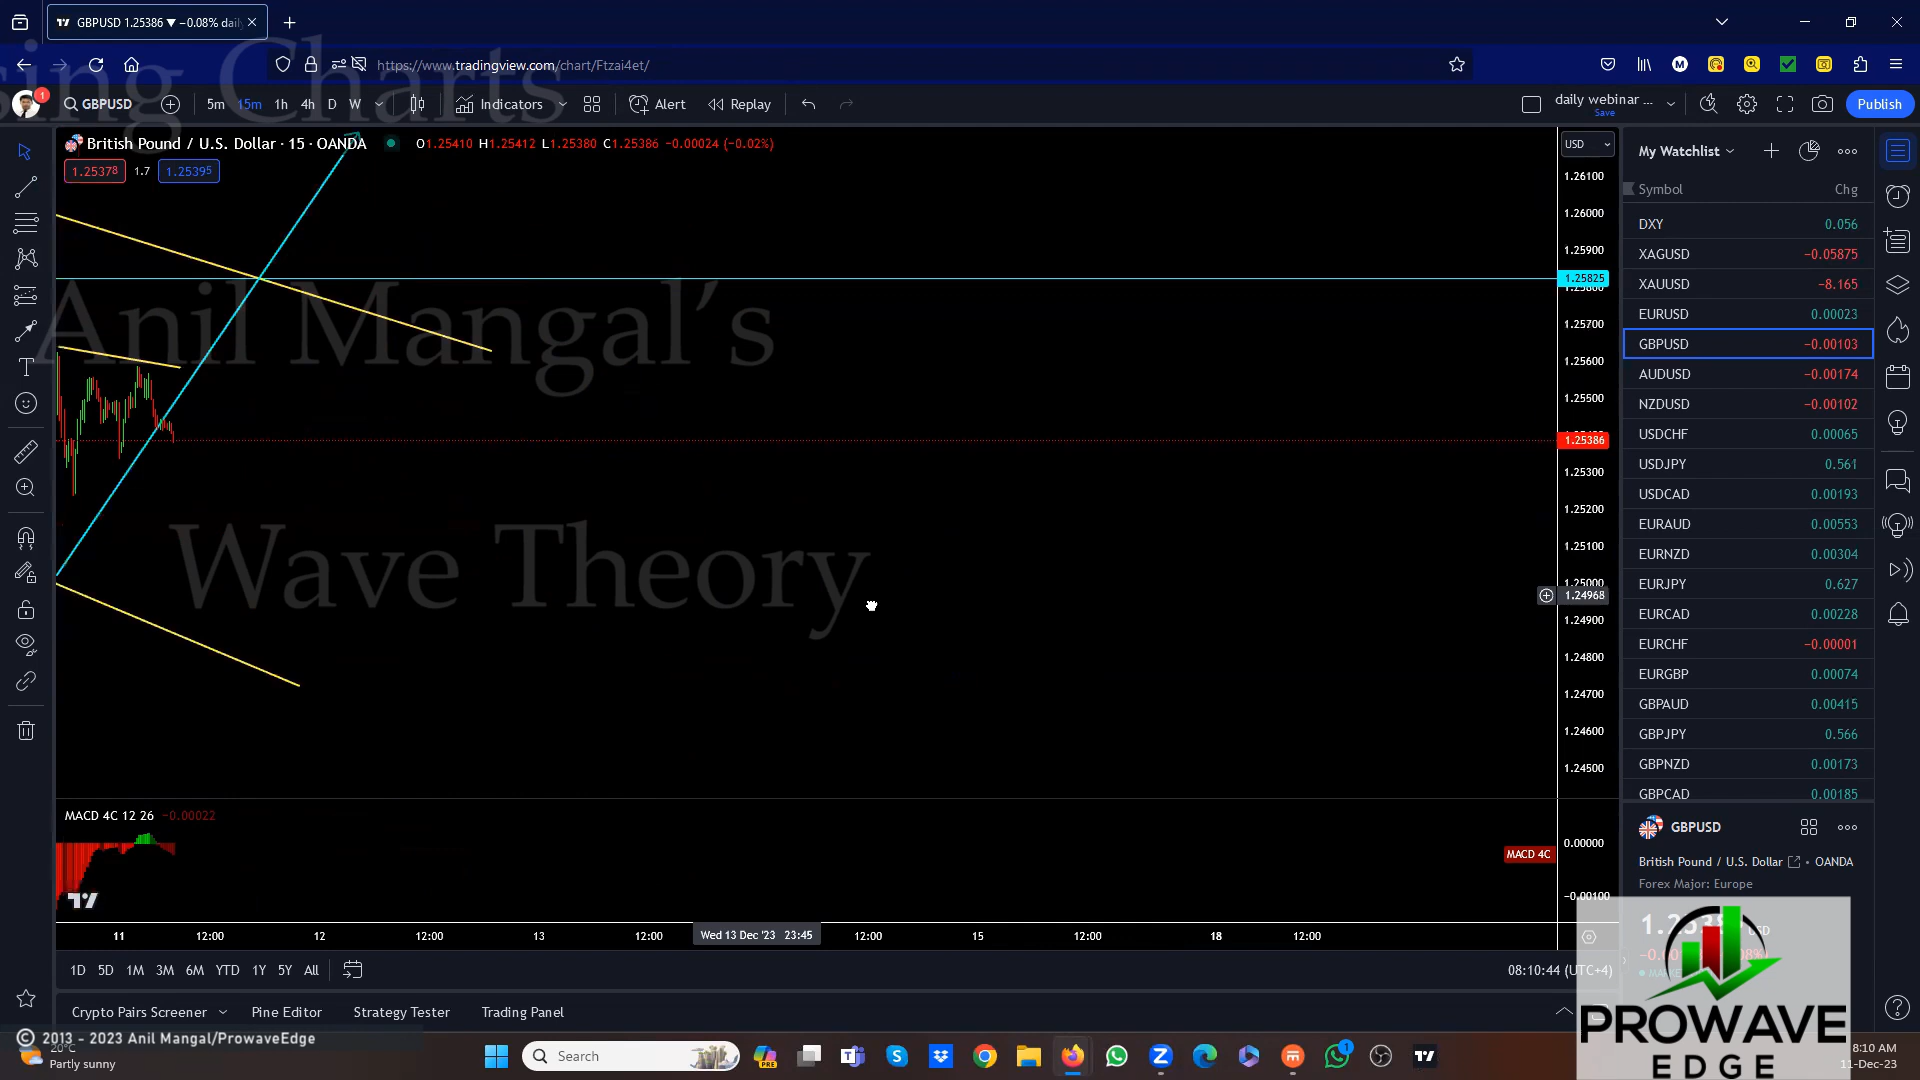 GBPUSD 1.25386 ▼ −0.08% daily
https://www.tradingview.com/chart/Ftzai4et/
1
GBPUSD
5m 15m 1h 4h D W
Indicators
Alert
Replay
daily webinar ...
Save
Publish
British Pound / U.S. Dollar · 15 · OANDA
O1.25410 H1.25412 L1.25380 C1.25386 −0.00024 (−0.02%)
1.25378 1.7 1.25395
sing Charts
Anil Mangal’s
Wave Theory
USD
1.26100
1.26000
1.25900
1.25825
1.25800
1.25700
1.25600
1.25500
1.25386
1.25300
1.25200
1.25100
1.25000
1.24968
1.24900
1.24800
1.24700
1.24600
1.24500
MACD 4C 12 26 −0.00022
0.00000
MACD 4C
−0.00100
11 12:00 12 12:00 13 12:00 Wed 13 Dec '23 23:45 12:00 15 12:00 18 12:00
1D 5D 1M 3M 6M YTD 1Y 5Y All
08:10:44 (UTC+4)
Crypto Pairs Screener
Pine Editor
Strategy Tester
Trading Panel
My Watchlist
Symbol Chg
DXY 0.056
XAGUSD −0.05875
XAUUSD −8.165
EURUSD 0.00023
GBPUSD −0.00103
AUDUSD −0.00174
NZDUSD −0.00102
USDCHF 0.00065
USDJPY 0.561
USDCAD 0.00193
EURAUD 0.00553
EURNZD 0.00304
EURJPY 0.627
EURCAD 0.00228
EURCHF −0.00001
EURGBP 0.00074
GBPAUD 0.00415
GBPJPY 0.566
GBPNZD 0.00173
GBPCAD 0.00185
GBPUSD
British Pound / U.S. Dollar • OANDA
Forex Major: Europe
PROWAVE
EDGE
© 2013 - 2023 Anil Mangal/ProwaveEdge
20°C
Partly sunny
Search
PRE
1
8:10 AM
11-Dec-23